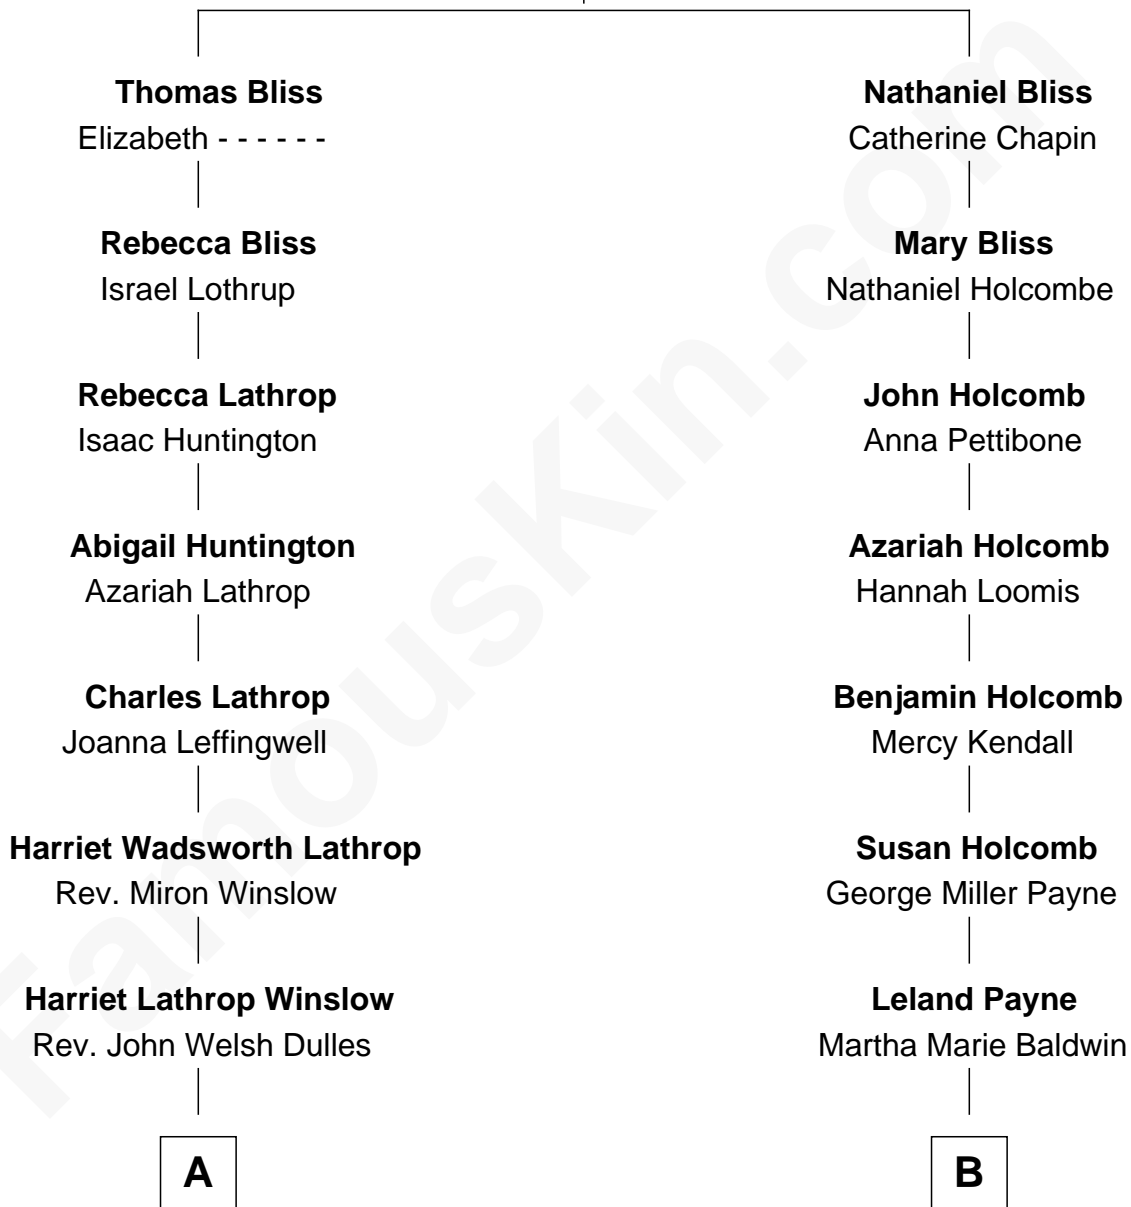 Thomas Bliss
Elizabeth - - - - - -
Rebecca Bliss
Israel Lothrup
Rebecca Lathrop
Isaac Huntington
Abigail Huntington
Azariah Lathrop
Charles Lathrop
Joanna Leffingwell
Harriet Wadsworth Lathrop
Rev. Miron Winslow
Harriet Lathrop Winslow
Rev. John Welsh Dulles
A
Nathaniel Bliss
Catherine Chapin
Mary Bliss
Nathaniel Holcombe
John Holcomb
Anna Pettibone
Azariah Holcomb
Hannah Loomis
Benjamin Holcomb
Mercy Kendall
Susan Holcomb
George Miller Payne
Leland Payne
Martha Marie Baldwin
B
FamousKin.com